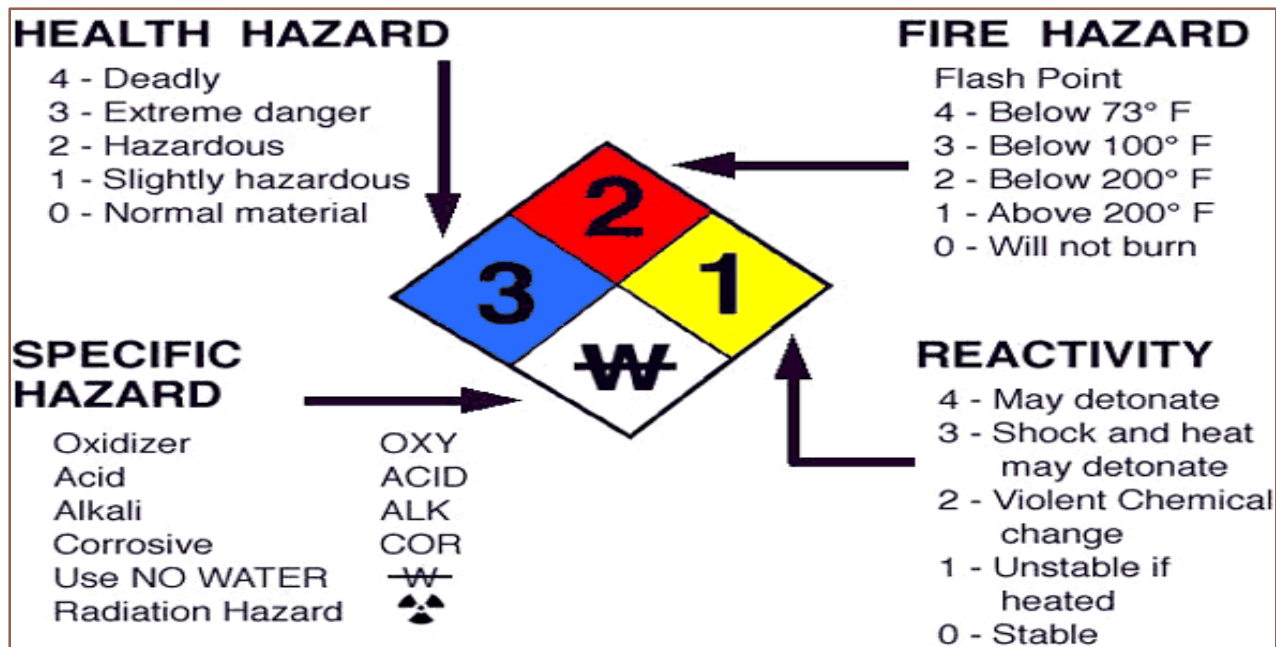 HEALTH HAZARD
4 - Deadly
3 - Extreme danger
2 - Hazardous
1 - Slightly hazardous
0 - Normal material
FIRE HAZARD
Flash Point
4 - Below 73° F
3 - Below 100° F
2 - Below 200° F
1 - Above 200° F
0 - Will not burn
2
3
1
W
SPECIFIC
HAZARD
Oxidizer OXY
Acid ACID
Alkali ALK
Corrosive COR
Use NO WATER W
Radiation Hazard
REACTIVITY
4 - May detonate
3 - Shock and heat
may detonate
2 - Violent Chemical
change
1 - Unstable if
heated
0 - Stable